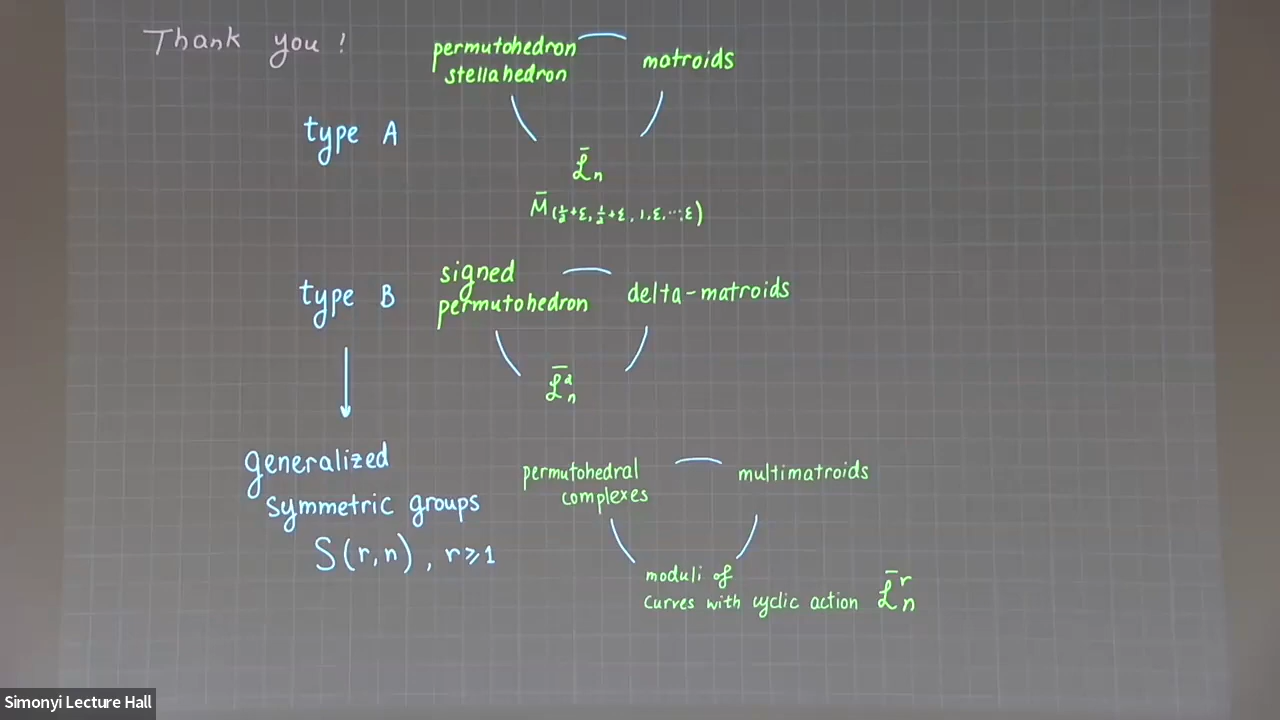 Thank you !
permutohedron
stellahedron
matroids
type A
ℒ̄ₙ
M̄(½+ε, ½+ε, 1, ε, ..., ε)
signed
permutohedron
delta-matroids
type B
ℒ̄²ₙ
generalized
symmetric groups
S(r,n), r⩾1
permutohedral
complexes
multimatroids
moduli of
curves with cyclic action ℒ̄ʳₙ
Simonyi Lecture Hall